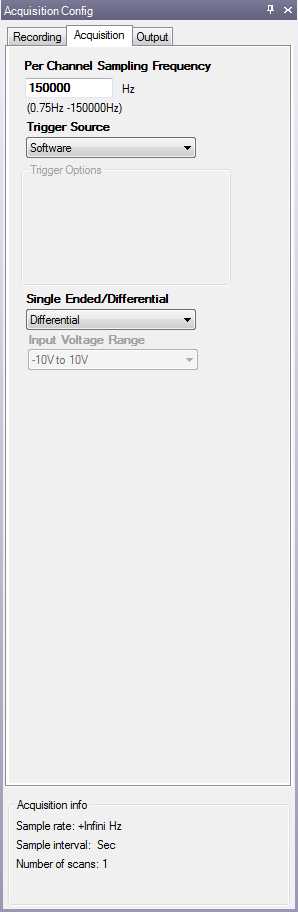 Acquisition Config
Recording Acquisition Output
Per Channel Sampling Frequency
150000 Hz
(0.75Hz -150000Hz)
Trigger Source
Software
Trigger Options
Single Ended/Differential
Differential
Input Voltage Range
-10V to 10V
Acquisition info
Sample rate: +Infini Hz
Sample interval: Sec
Number of scans: 1